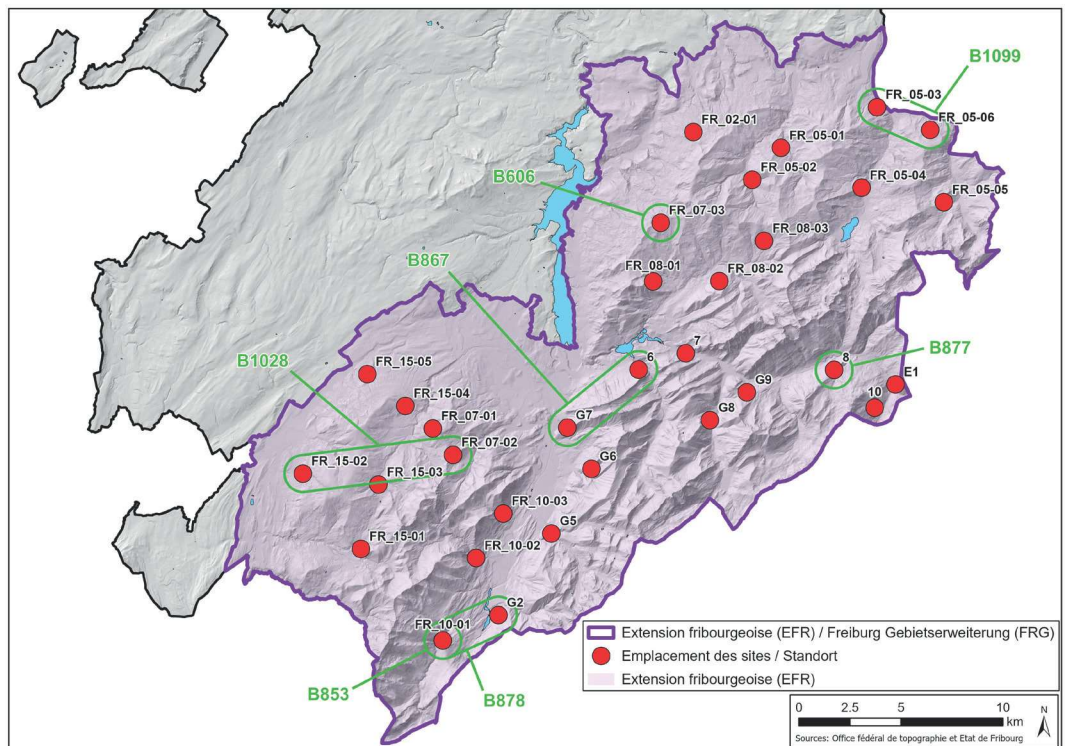 B1099
FR_05-03
FR_02-01
FR_05-06
FR_05-01
FR_05-02
B606
FR_05-04
FR_05-05
FR_07-03
FR_08-03
B867
FR_08-01
FR_08-02
B1028
7
6
8
B877
FR_15-05
E1
G9
10
FR_15-04
G8
FR_07-01
G7
FR_07-02
FR_15-02
G6
FR_15-03
FR_10-03
G5
FR_15-01
FR_10-02
G2
FR_10-01
B853
B878
Extension fribourgeoise (EFR) / Freiburg Gebietserweiterung (FRG)
Emplacement des sites / Standort
Extension fribourgeoise (EFR)
0 2.5 5 10
km
N
Sources: Office fédéral de topographie et Etat de Fribourg